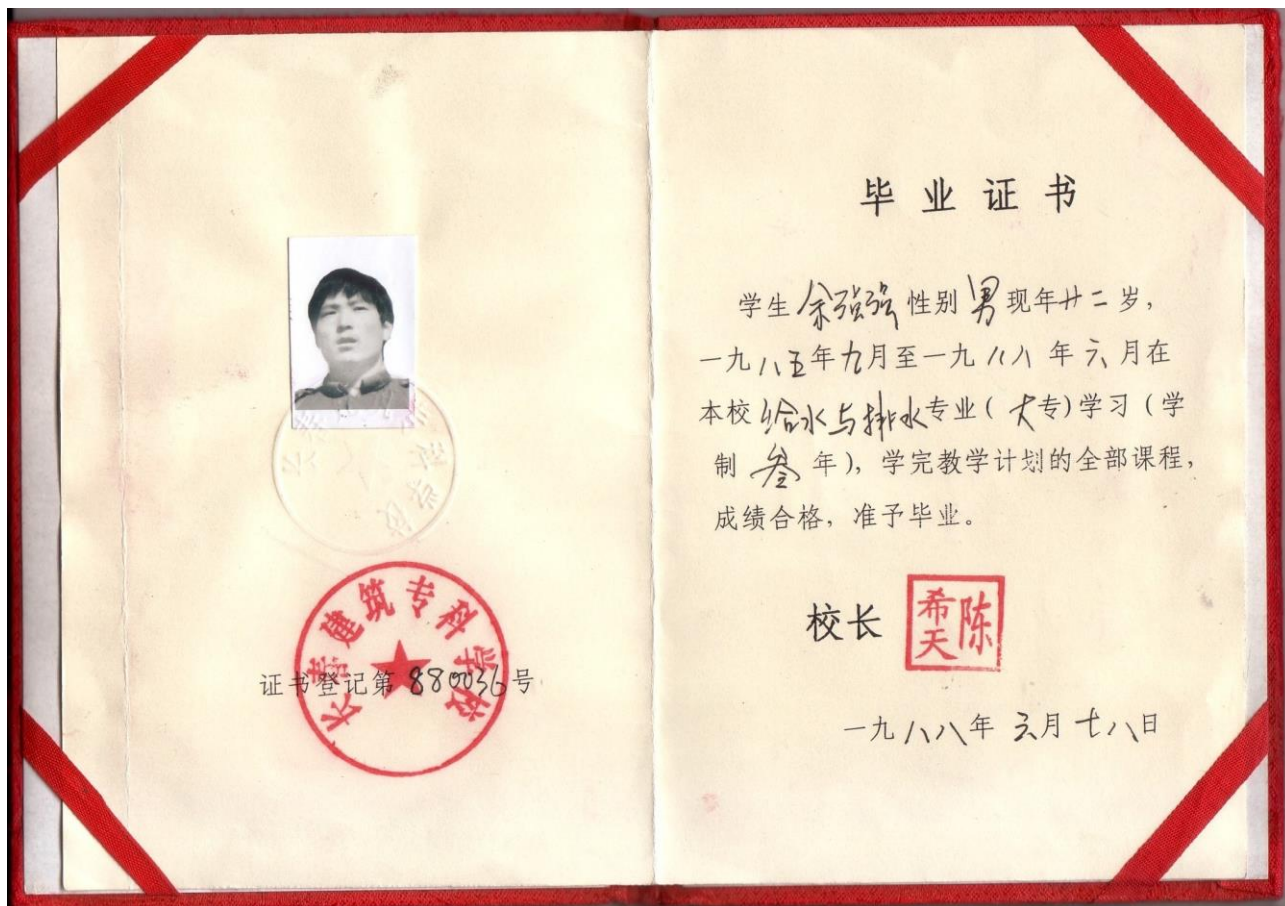 长春建筑专科学校
证书登记第880036号
毕业证书
学生余强强性别男现年廿二岁，
一九八五年九月至一九八八年六月在
本校给水与排水专业（大专）学习（学
制叁年），学完教学计划的全部课程，
成绩合格，准予毕业。
校长 陈希天
一九八八年六月十八日